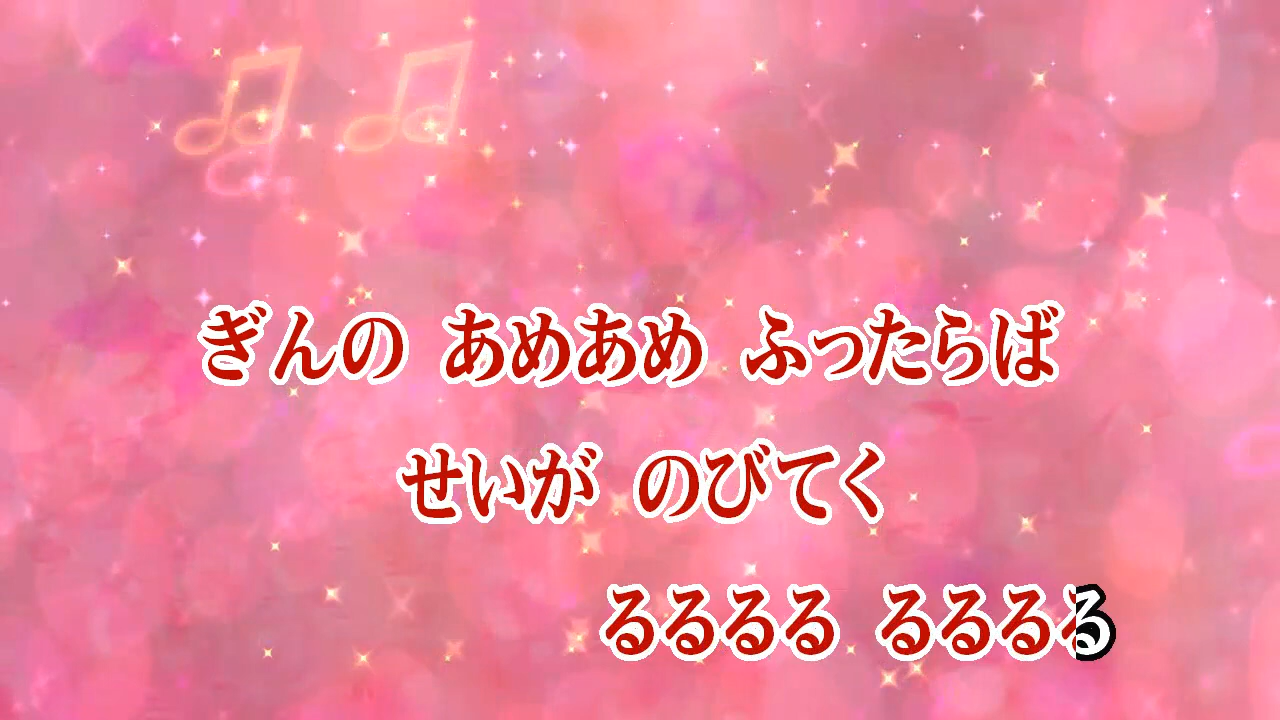 ぎんの あめあめ ふったらば
せいが のびてく
るるるる るるるる